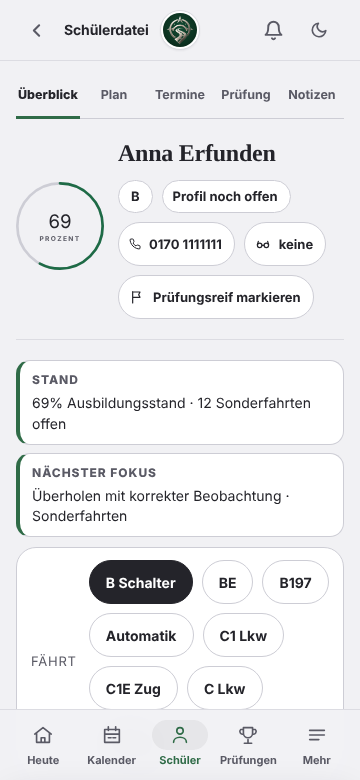 Schülerdatei
Überblick Plan Termine Prüfung Notizen
Anna Erfunden
69
PROZENT
B Profil noch offen
0170 1111111 keine
Prüfungsreif markieren
STAND
69% Ausbildungsstand · 12 Sonderfahrten
offen
NÄCHSTER FOKUS
Überholen mit korrekter Beobachtung ·
Sonderfahrten
FÄHRT
B Schalter BE B197
Automatik C1 Lkw
C1E Zug C Lkw
Heute Kalender Schüler Prüfungen Mehr